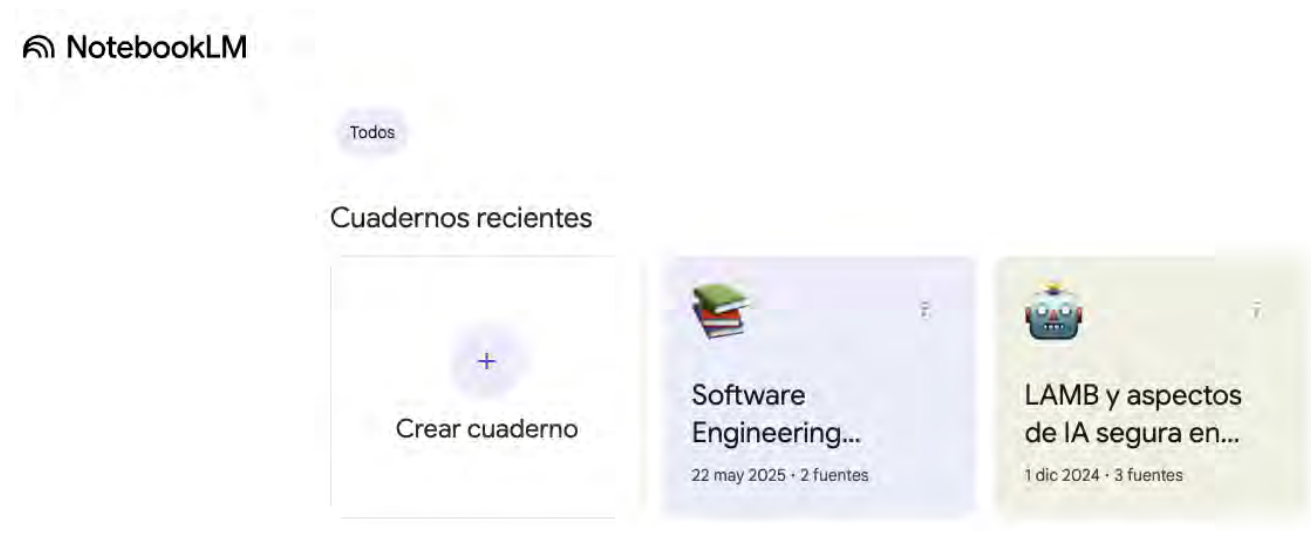 NotebookLM
Todos
Cuadernos recientes
Crear cuaderno
Software
Engineering...
22 may 2025 · 2 fuentes
LAMB y aspectos
de IA segura en...
1 dic 2024 · 3 fuentes